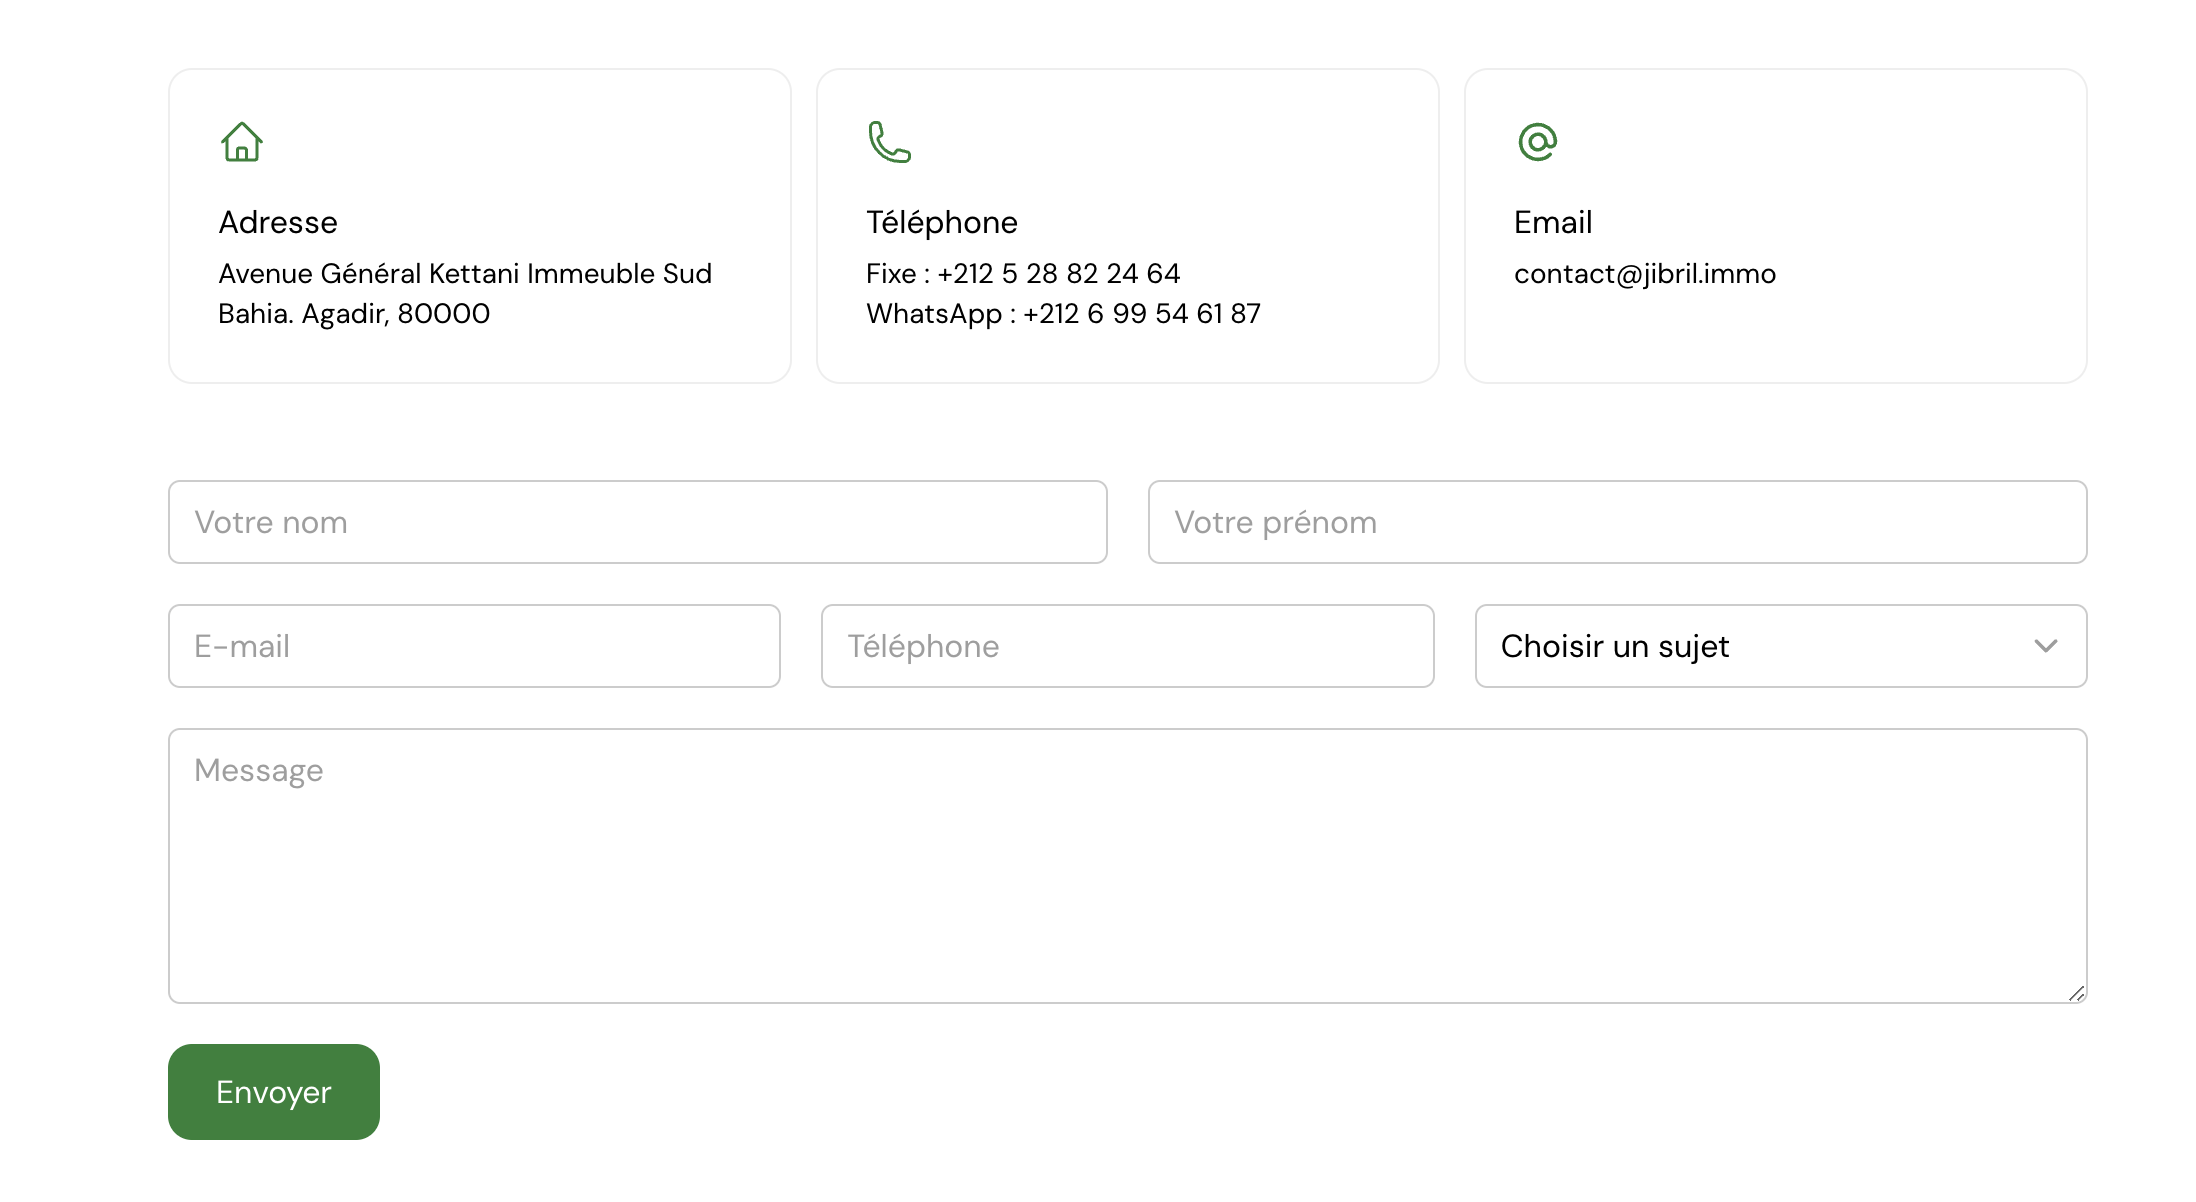 Adresse
Avenue Général Kettani Immeuble Sud
Bahia. Agadir, 80000
Téléphone
Fixe : +212 5 28 82 24 64
WhatsApp : +212 6 99 54 61 87
Email
contact@jibril.immo
Votre nom
Votre prénom
E-mail
Téléphone
Choisir un sujet
Message
Envoyer